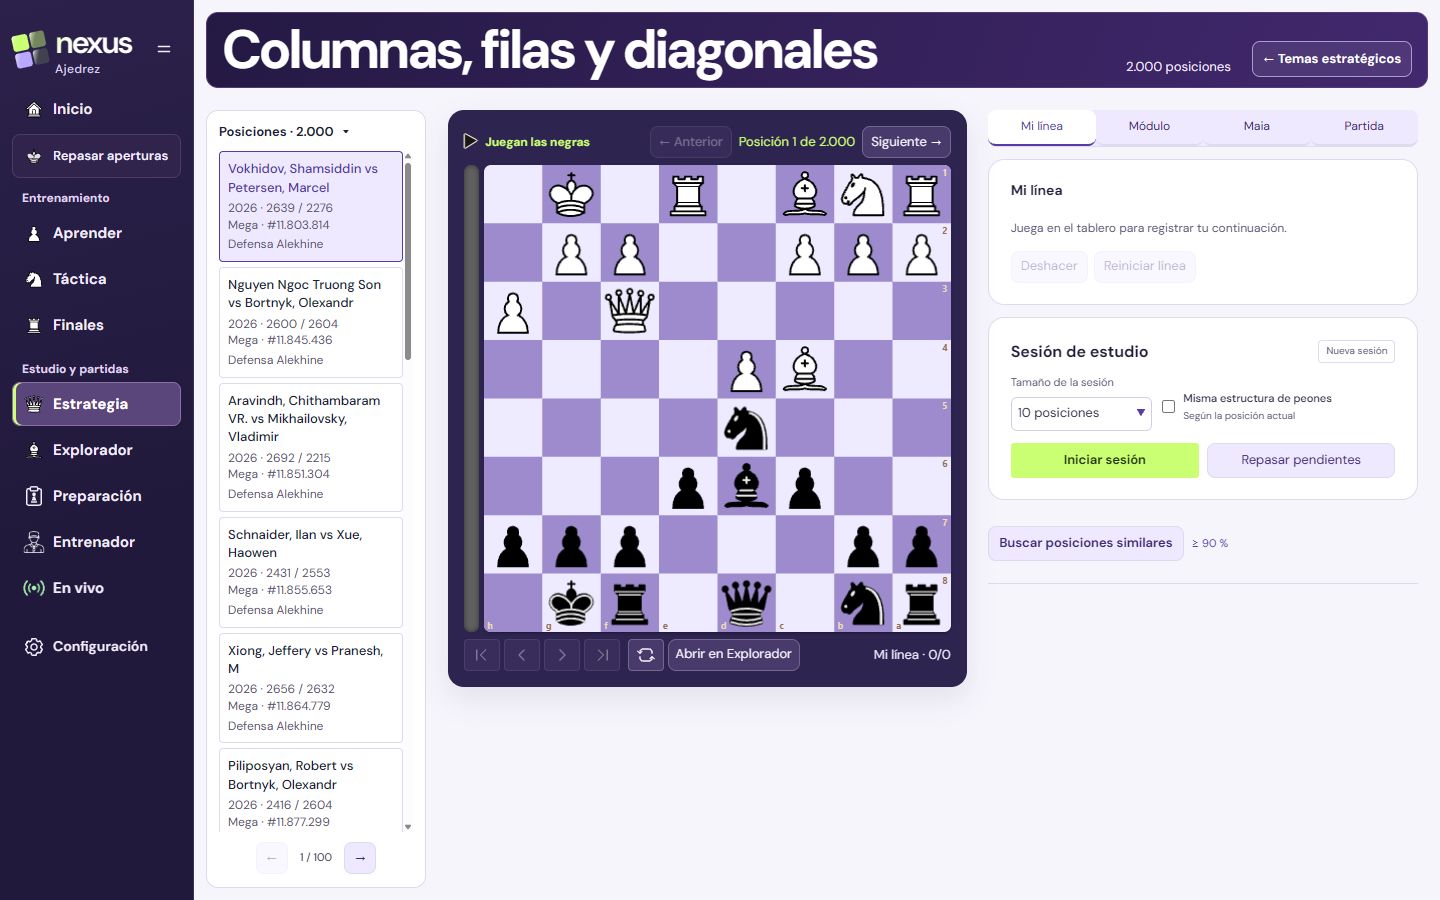 nexus
Ajedrez
Inicio
Repasar aperturas
Entrenamiento
Aprender
Táctica
Finales
Estudio y partidas
Estrategia
Explorador
Preparación
Entrenador
En vivo
Configuración
Columnas, filas y diagonales
2.000 posiciones
← Temas estratégicos
Posiciones · 2.000
Vokhidov, Shamsiddin vs
Petersen, Marcel
2026 · 2639 / 2276
Mega · #11.803.814
Defensa Alekhine
Nguyen Ngoc Truong Son
vs Bortnyk, Olexandr
2026 · 2600 / 2604
Mega · #11.845.436
Defensa Alekhine
Aravindh, Chithambaram
VR. vs Mikhailovsky,
Vladimir
2026 · 2692 / 2215
Mega · #11.851.304
Defensa Alekhine
Schnaider, Ilan vs Xue,
Haowen
2026 · 2431 / 2553
Mega · #11.855.653
Defensa Alekhine
Xiong, Jeffery vs Pranesh,
M
2026 · 2656 / 2632
Mega · #11.864.779
Defensa Alekhine
Piliposyan, Robert vs
Bortnyk, Olexandr
2026 · 2416 / 2604
Mega · #11.877.299
← 1 / 100 →
Juegan las negras
← Anterior
Posición 1 de 2.000
Siguiente →
1
2
3
4
5
6
7
8
h g f e d c b a
Abrir en Explorador
Mi línea · 0/0
Mi línea
Módulo
Maia
Partida
Mi línea
Juega en el tablero para registrar tu continuación.
Deshacer
Reiniciar línea
Sesión de estudio
Nueva sesión
Tamaño de la sesión
10 posiciones
Misma estructura de peones
Según la posición actual
Iniciar sesión
Repasar pendientes
Buscar posiciones similares
≥ 90 %